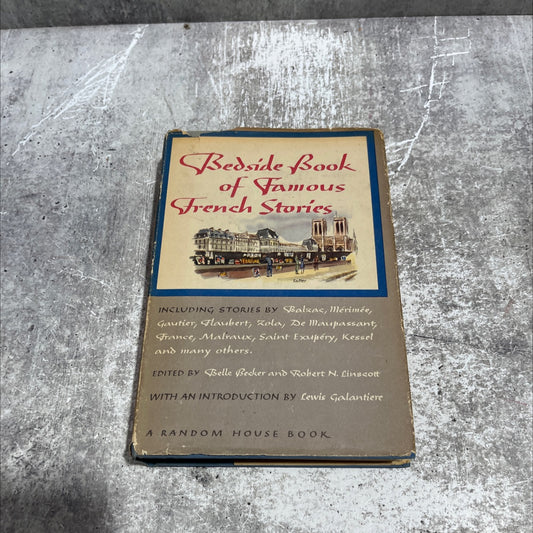 Bedside Book
of Famous
French Stories
INCLUDING STORIES BY Balzac, Mérimée,
Gautier, Flaubert, Zola, De Maupassant,
France, Malraux, Saint Exupéry, Kessel
and many others.
EDITED BY Belle Becker and Robert N. Linscott
WITH AN INTRODUCTION BY Lewis Galantiere
A RANDOM HOUSE BOOK